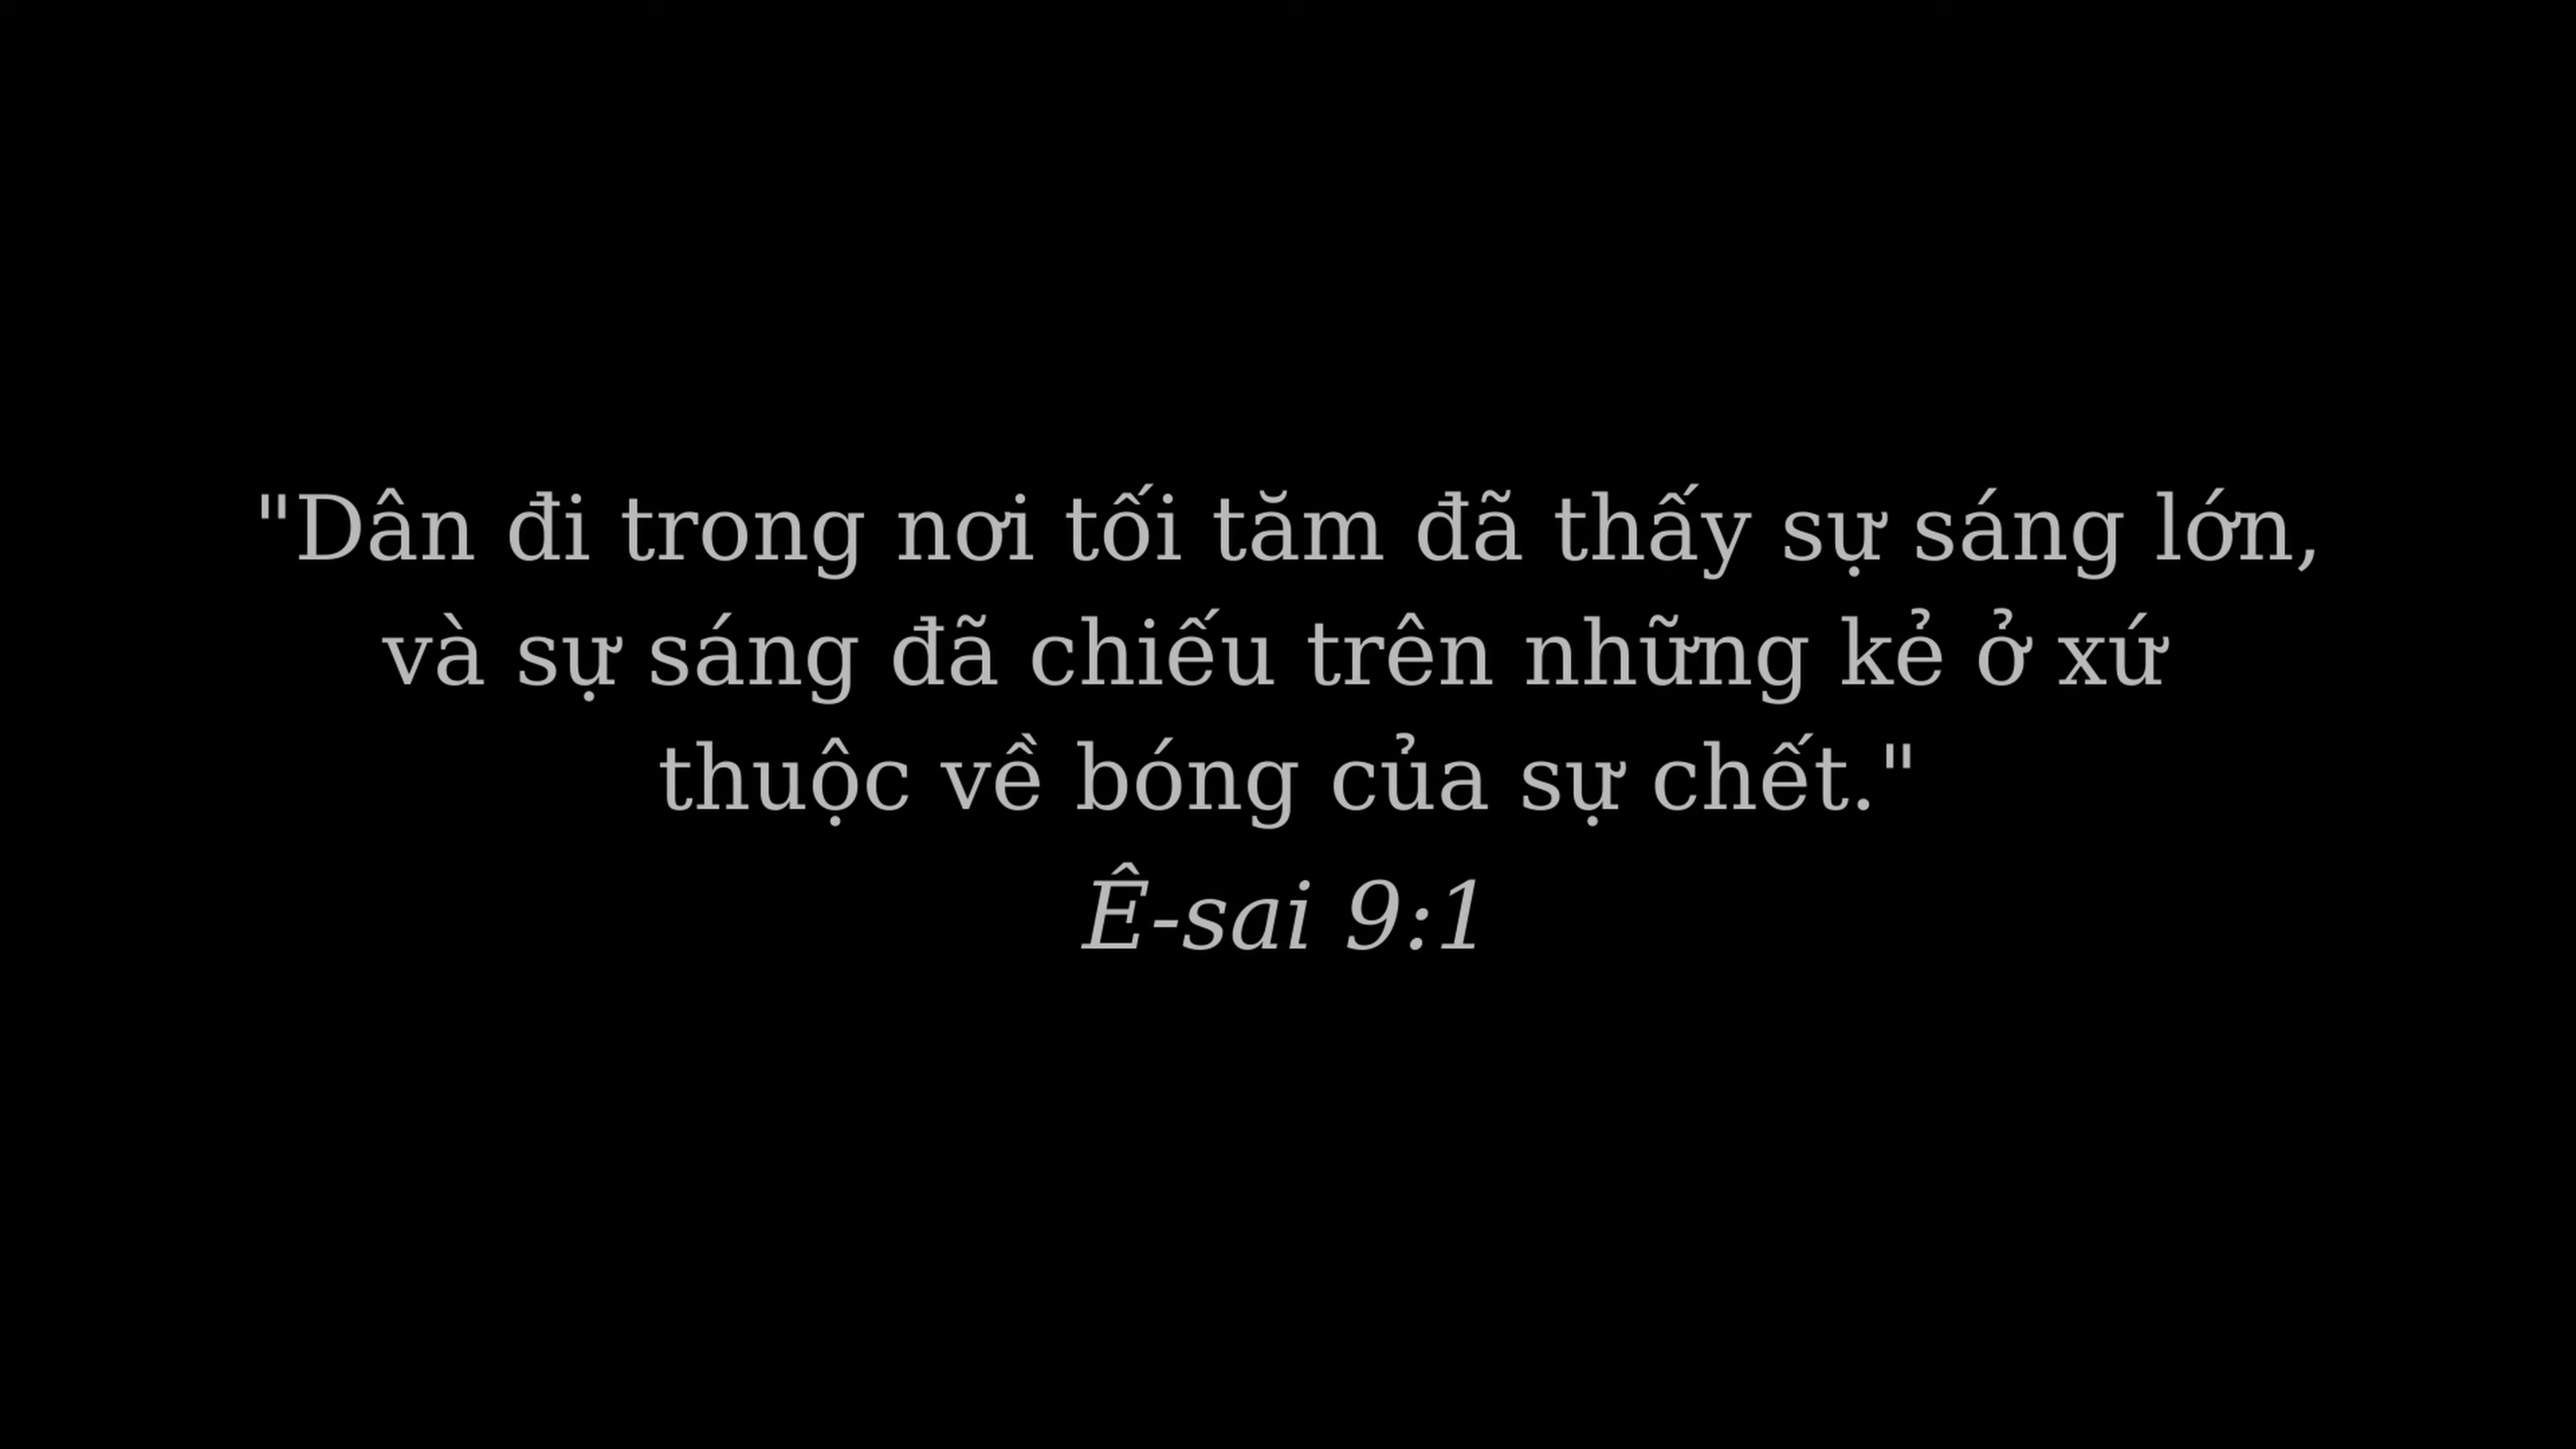 "Dân đi trong nơi tối tăm đã thấy sự sáng lớn,
và sự sáng đã chiếu trên những kẻ ở xứ
thuộc về bóng của sự chết."
Ê-sai 9:1